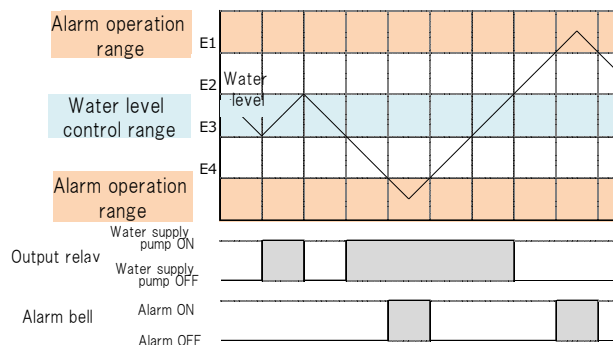 Alarm operation
range
E1
E2
Water
level
Water level
control range
E3
E4
Alarm operation
range
Water supply
pump ON
Output relav
Water supply
pump OFF
Alarm ON
Alarm bell
Alarm OFF